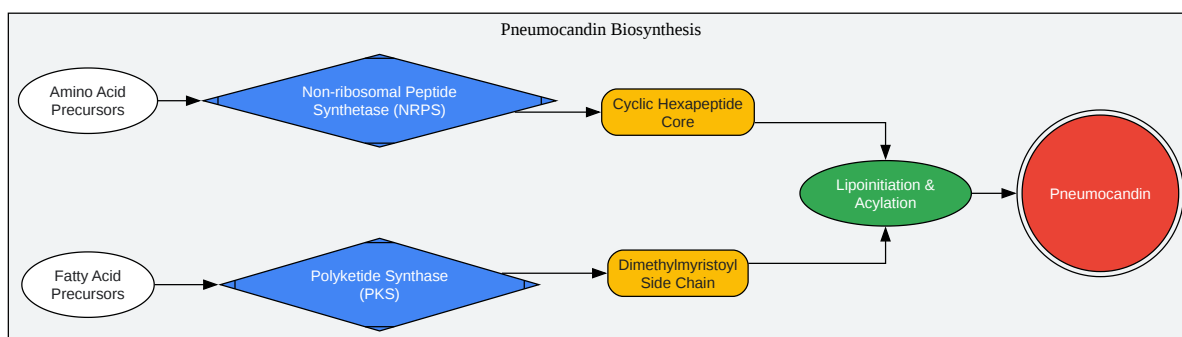 Pneumocandin Biosynthesis
Amino Acid
Precursors
Non-ribosomal Peptide
Synthetase (NRPS)
Cyclic Hexapeptide
Core
Lipoinitiation &
Acylation
Pneumocandin
Fatty Acid
Precursors
Polyketide Synthase
(PKS)
Dimethylmyristoyl
Side Chain